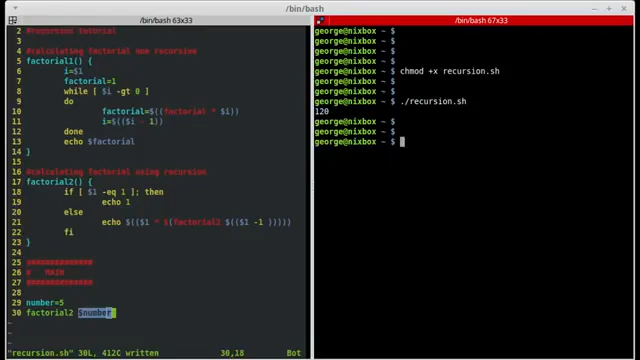 /bin/bash
/bin/bash 63x33
2 #recursion tutorial
3
4 #calculating factorial one recursive
5 factorial1() {
6 i=$1
7 factorial=1
8 while [ $i -gt 0 ]
9 do
10 factorial=$((factorial * $i))
11 i=$(($i - 1))
12 done
13 echo $factorial
14 }
15
16 #calculating factorial using recursion
17 factorial2() {
18 if [ $1 -eq 1 ]; then
19 echo 1
20 else
21 echo $(($1 * $(factorial2 $(($1 -1 )))))
22 fi
23 }
24
25 ##############
26 # MAIN
27 ##############
28
29 number=5
30 factorial2 $number
~
~
~
"recursion.sh" 30L, 412C written 30,18 Bot
/bin/bash 67x33
george@nixbox ~ $
george@nixbox ~ $
george@nixbox ~ $
george@nixbox ~ $
george@nixbox ~ $ chmod +x recursion.sh
george@nixbox ~ $
george@nixbox ~ $
george@nixbox ~ $ ./recursion.sh
120
george@nixbox ~ $
george@nixbox ~ $
george@nixbox ~ $